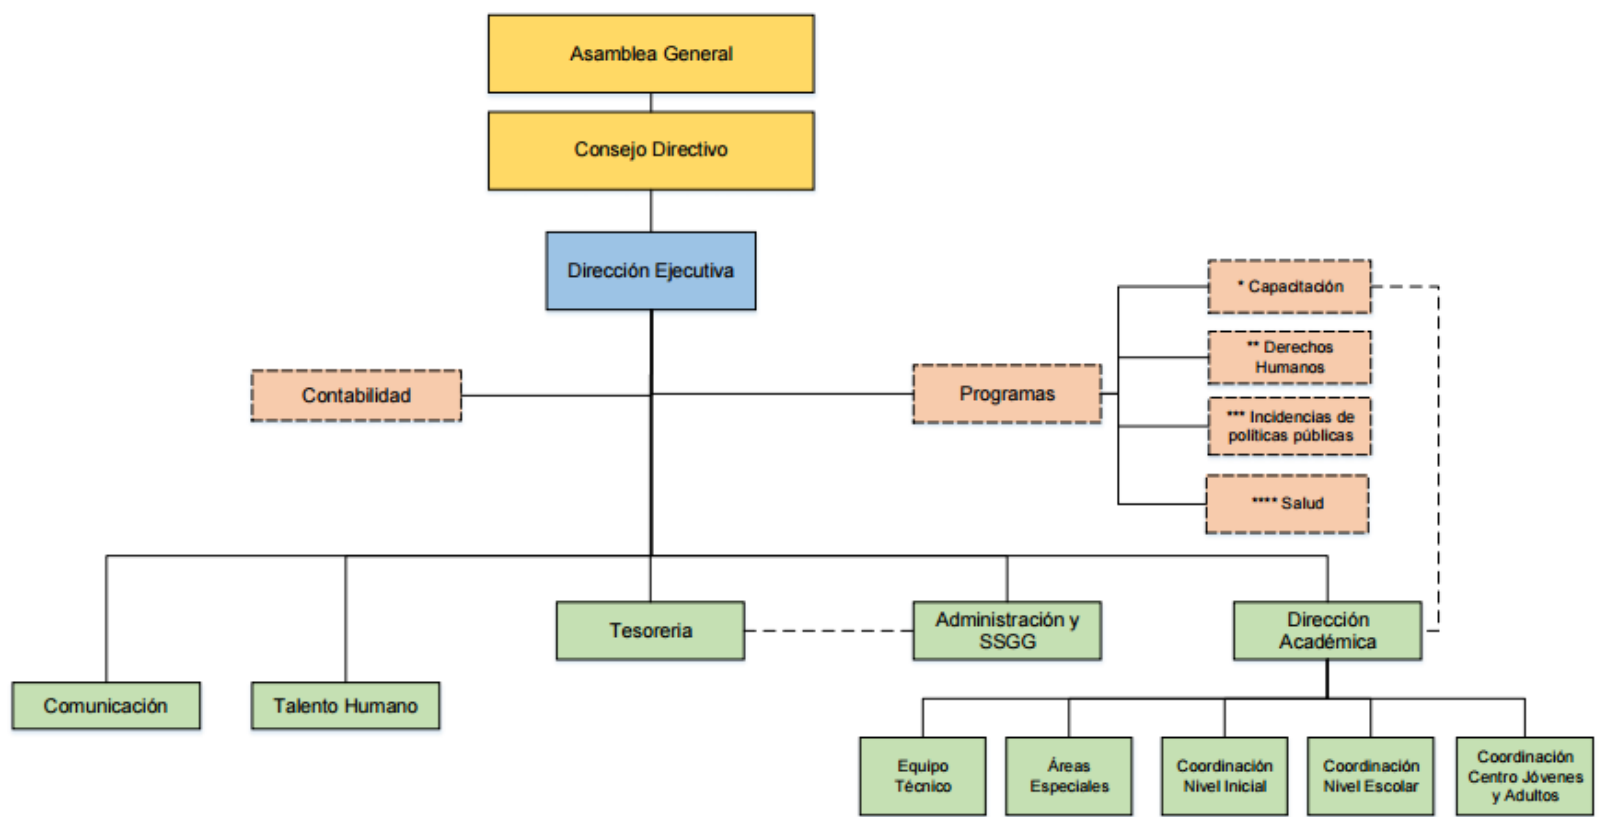 Asamblea General
Consejo Directivo
Dirección Ejecutiva
* Capacitación
** Derechos
Humanos
Contabilidad
Programas
*** Incidencias de
políticas públicas
**** Salud
Tesoreria
Administración y
SSGG
Dirección
Académica
Comunicación
Talento Humano
Equipo
Técnico
Áreas
Especiales
Coordinación
Nivel Inicial
Coordinación
Nivel Escolar
Coordinación
Centro Jóvenes
y Adultos